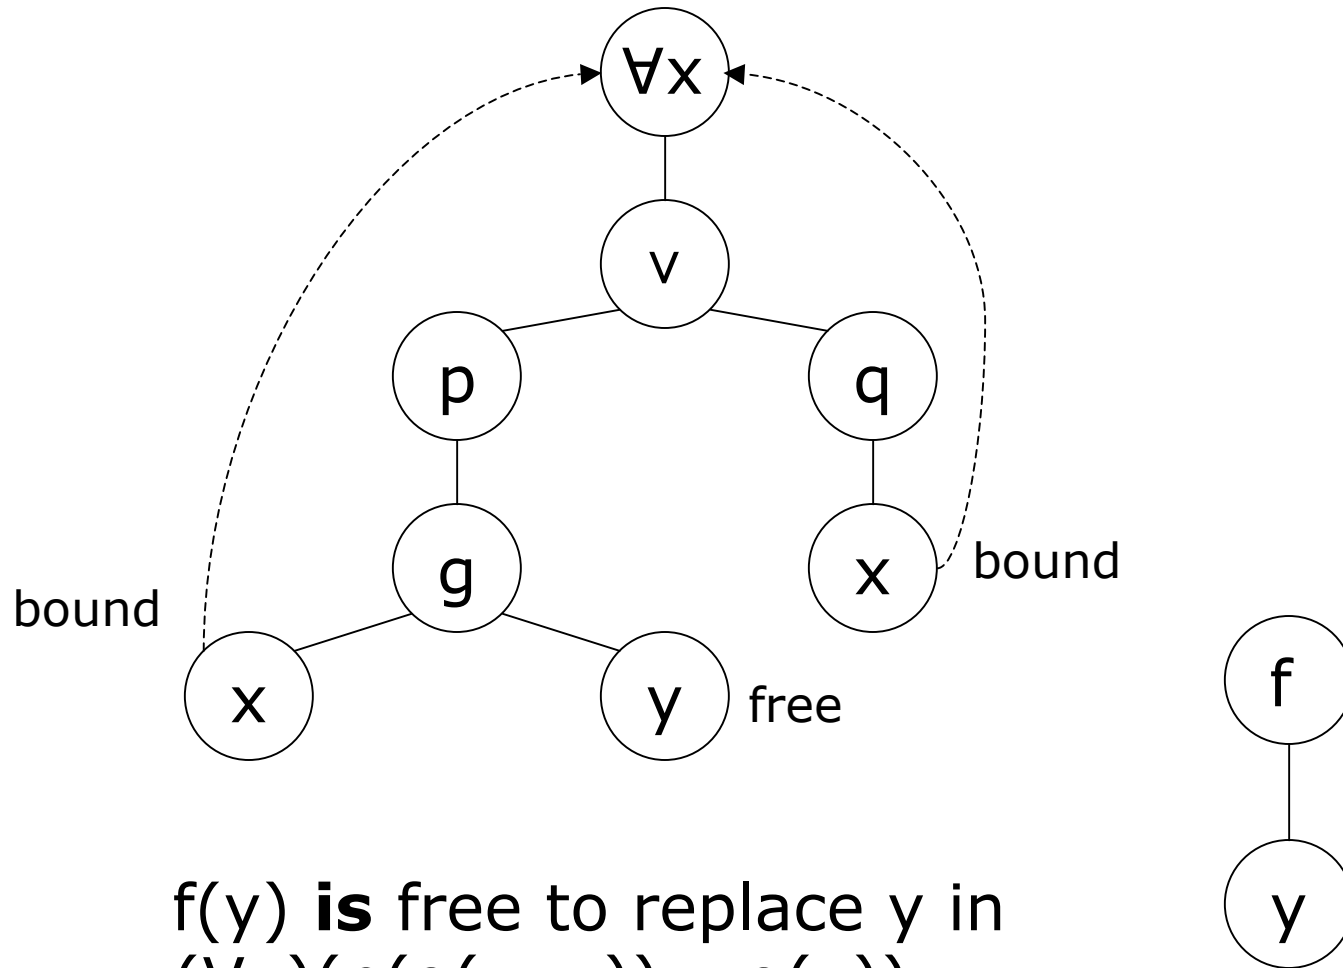 ∀x
v
p
q
g
x
bound
bound
x
y
free
f
y
f(y) is free to replace y in